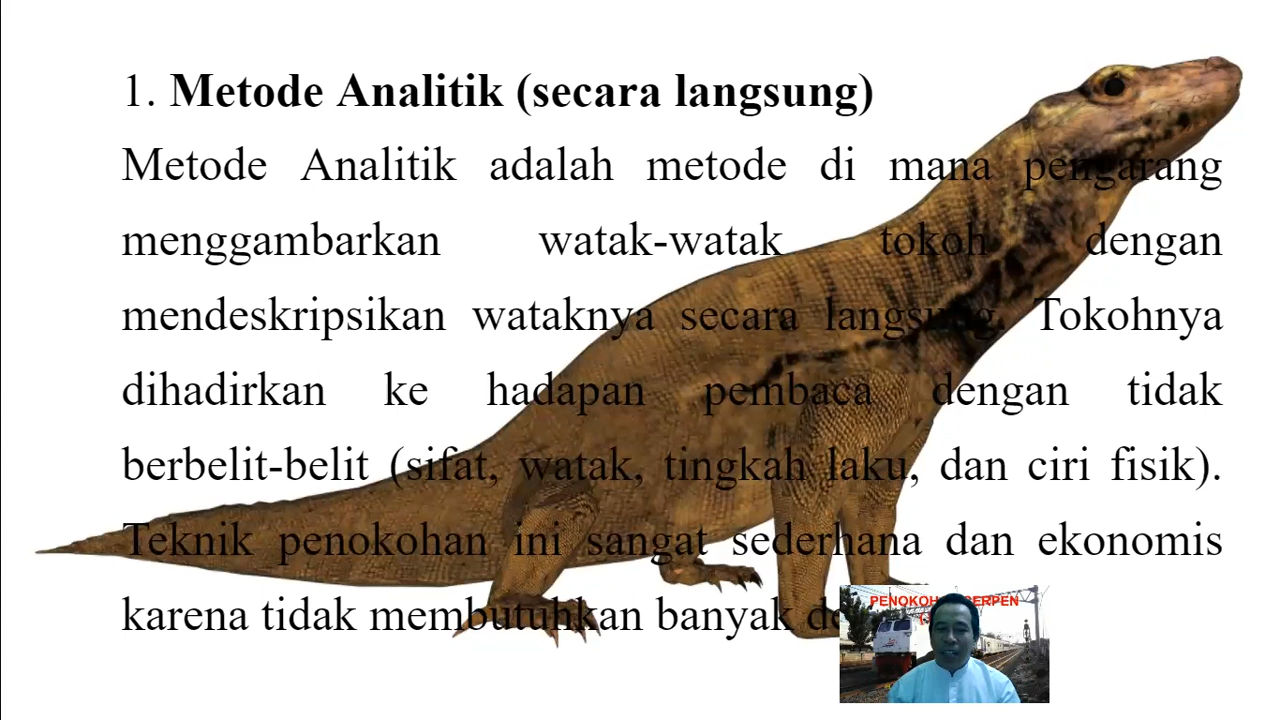 1. Metode Analitik (secara langsung)
Metode Analitik adalah metode di mana pengarang
menggambarkan watak-watak tokoh dengan
mendeskripsikan wataknya secara langsung. Tokohnya
dihadirkan ke hadapan pembaca dengan tidak
berbelit-belit (sifat, watak, tingkah laku, dan ciri fisik).
Teknik penokohan ini sangat sederhana dan ekonomis
karena tidak membutuhkan banyak